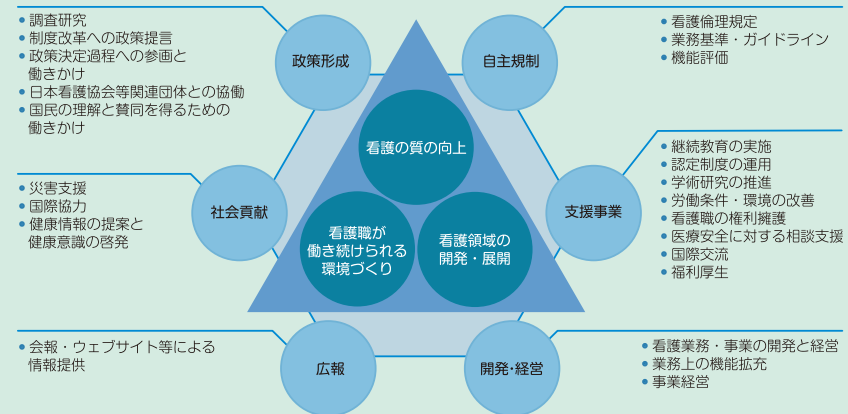 • 調査研究
• 制度改革への政策提言
• 政策決定過程への参画と
働きかけ
• 日本看護協会等関連団体との協働
• 国民の理解と賛同を得るための
働きかけ
政策形成
自主規制
• 看護倫理規定
• 業務基準・ガイドライン
• 機能評価
看護の質の向上
• 災害支援
• 国際協力
• 健康情報の提案と
健康意識の啓発
社会貢献
看護職が
働き続けられる
環境づくり
看護領域の
開発・展開
支援事業
• 継続教育の実施
• 認定制度の運用
• 学術研究の推進
• 労働条件・環境の改善
• 看護職の権利擁護
• 医療安全に対する相談支援
• 国際交流
• 福利厚生
• 会報・ウェブサイト等による
情報提供
広報
開発・経営
• 看護業務・事業の開発と経営
• 業務上の機能拡充
• 事業経営